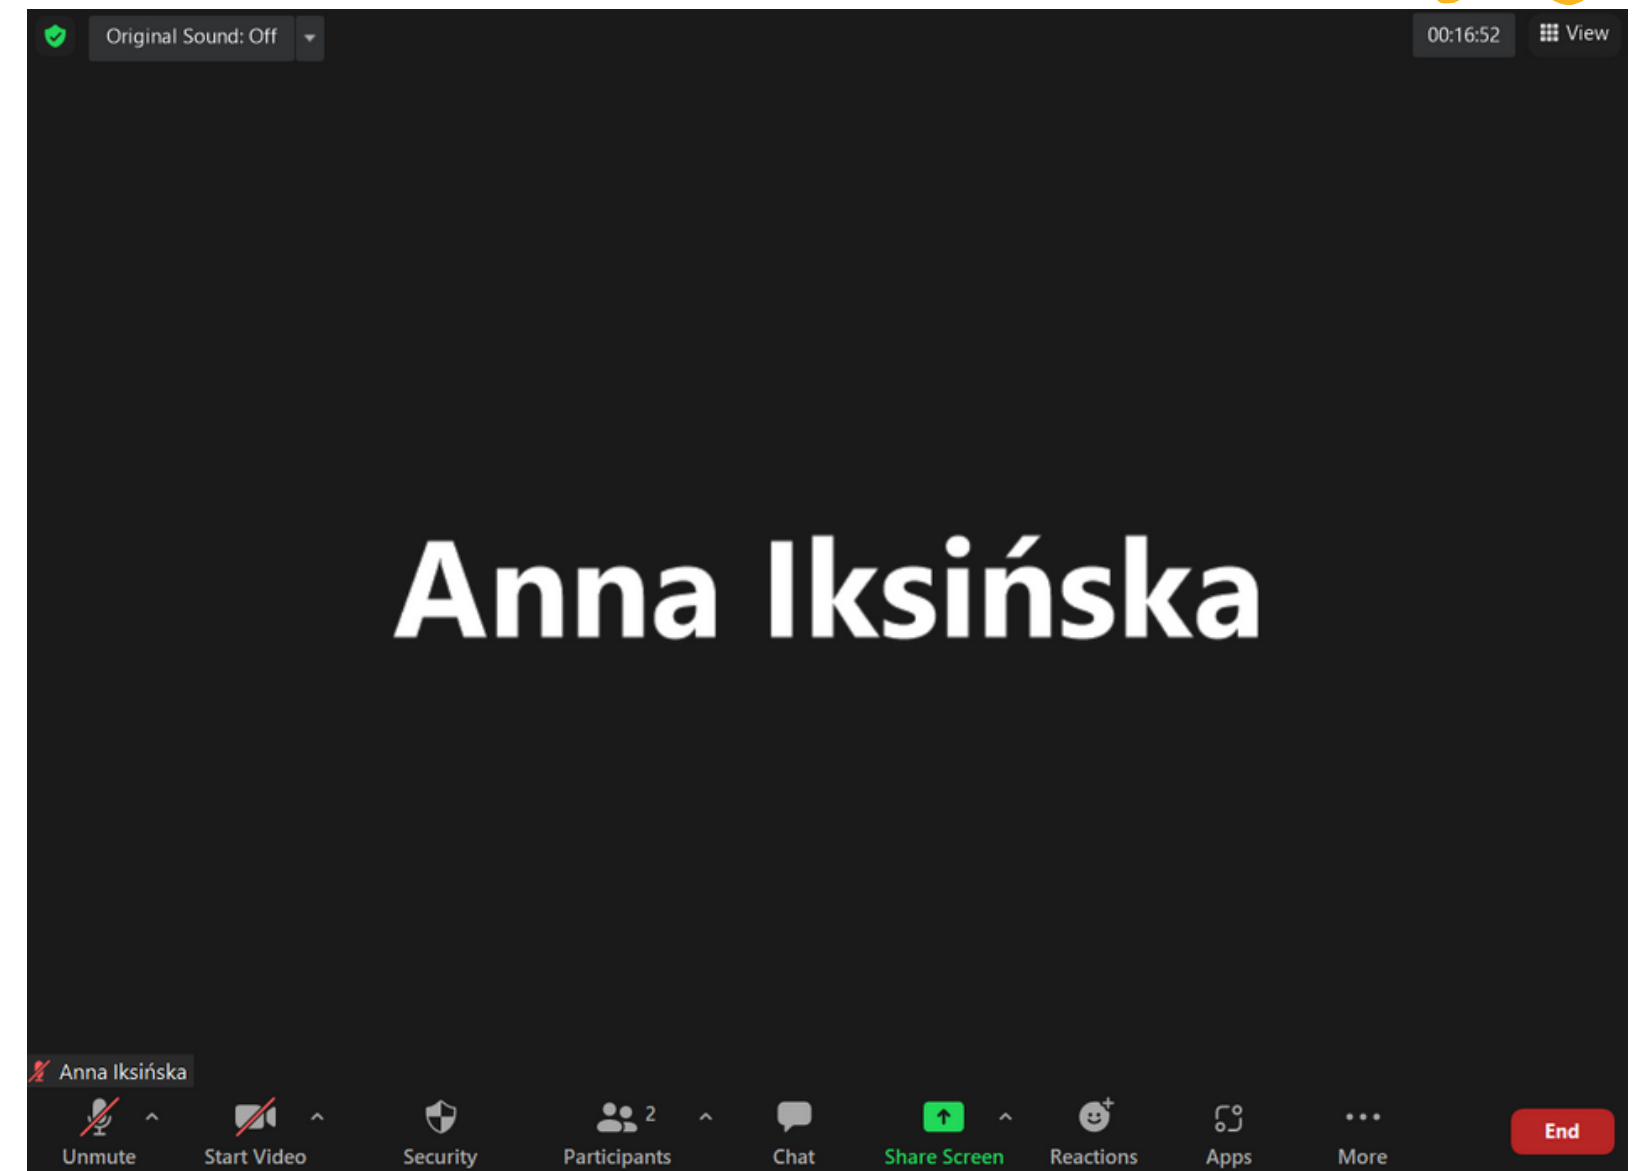 Original Sound: Off
00:16:52
View
Anna Iksińska
Anna Iksińska
2
Unmute
Start Video
Security
Participants
Chat
Share Screen
Reactions
Apps
More
End